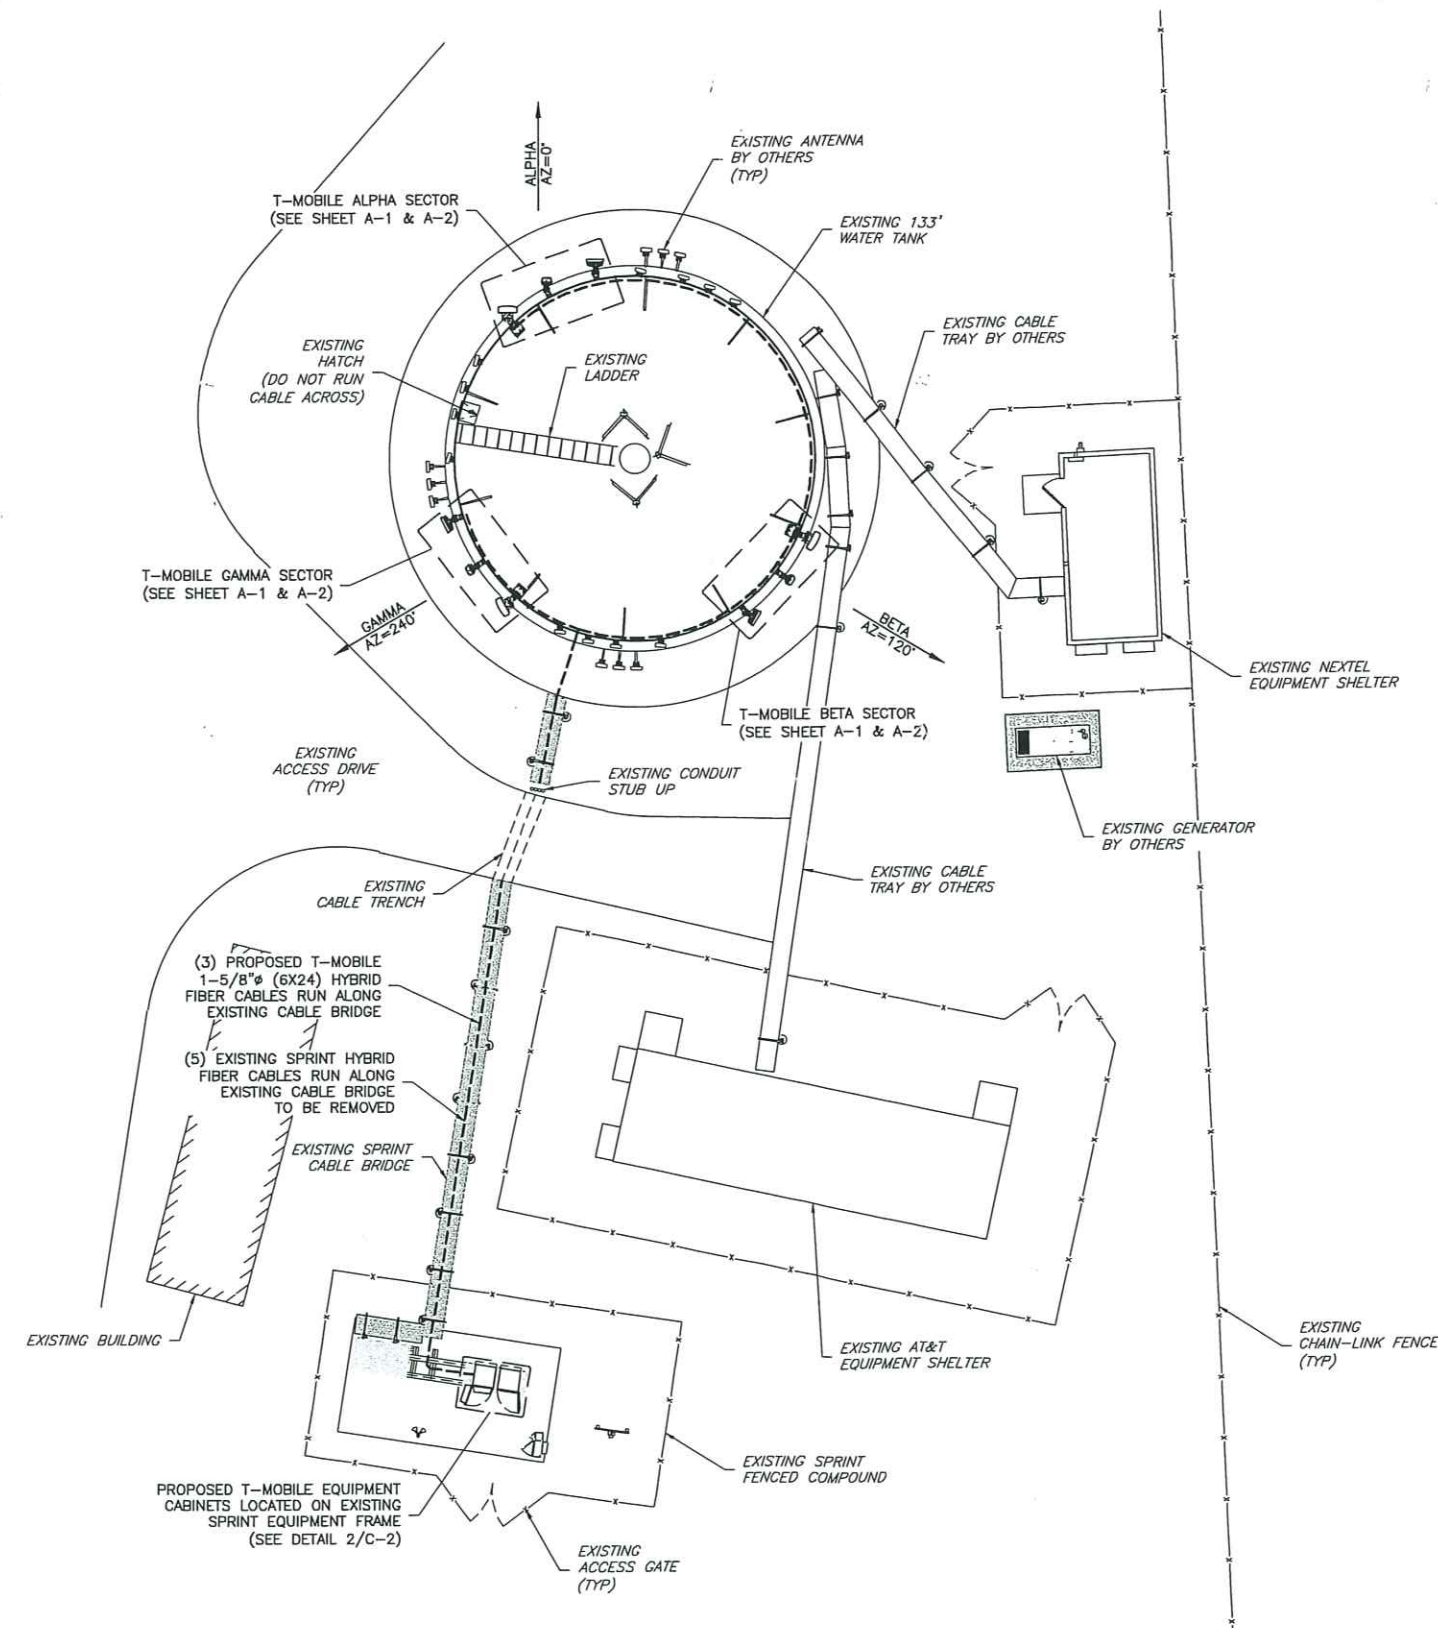 ALPHA
AZ=0°
EXISTING ANTENNA
BY OTHERS
(TYP)
T-MOBILE ALPHA SECTOR
(SEE SHEET A-1 & A-2)
EXISTING 133'
WATER TANK
EXISTING
HATCH
(DO NOT RUN
CABLE ACROSS)
EXISTING
LADDER
EXISTING CABLE
TRAY BY OTHERS
T-MOBILE GAMMA SECTOR
(SEE SHEET A-1 & A-2)
GAMMA
AZ=240°
BETA
AZ=120°
EXISTING NEXTEL
EQUIPMENT SHELTER
T-MOBILE BETA SECTOR
(SEE SHEET A-1 & A-2)
EXISTING
ACCESS DRIVE
(TYP)
EXISTING CONDUIT
STUB UP
EXISTING GENERATOR
BY OTHERS
EXISTING
CABLE TRENCH
EXISTING CABLE
TRAY BY OTHERS
(3) PROPOSED T-MOBILE
1-5/8"ø (6X24) HYBRID
FIBER CABLES RUN ALONG
EXISTING CABLE BRIDGE
(5) EXISTING SPRINT HYBRID
FIBER CABLES RUN ALONG
EXISTING CABLE BRIDGE
TO BE REMOVED
EXISTING SPRINT
CABLE BRIDGE
EXISTING BUILDING
EXISTING AT&T
EQUIPMENT SHELTER
EXISTING
CHAIN-LINK FENCE
(TYP)
EXISTING SPRINT
FENCED COMPOUND
PROPOSED T-MOBILE EQUIPMENT
CABINETS LOCATED ON EXISTING
SPRINT EQUIPMENT FRAME
(SEE DETAIL 2/C-2)
EXISTING
ACCESS GATE
(TYP)